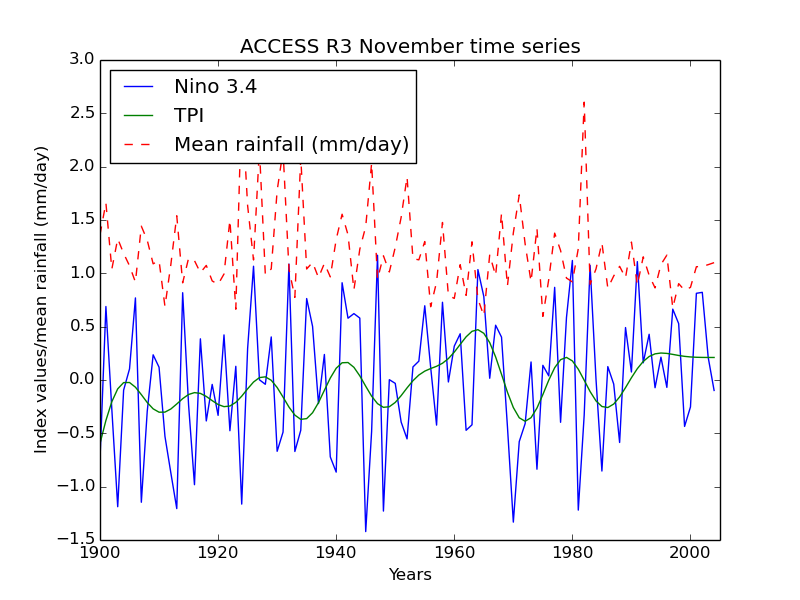 ACCESS R3 November time series
3.0
2.5
2.0
1.5
1.0
0.5
0.0
−0.5
−1.0
−1.5
Index values/mean rainfall (mm/day)
Nino 3.4
TPI
Mean rainfall (mm/day)
1900 1920 1940 1960 1980 2000
Years